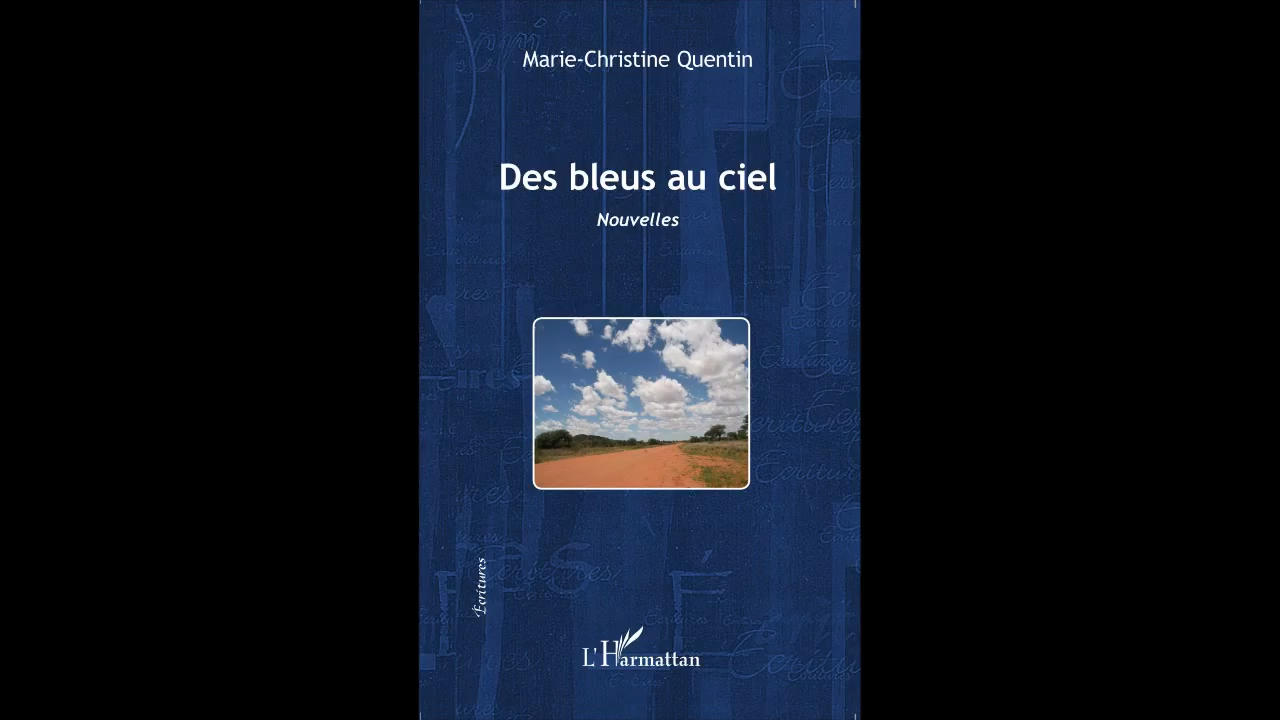 Marie-Christine Quentin
Des bleus au ciel
Nouvelles
Écritures
L'Harmattan